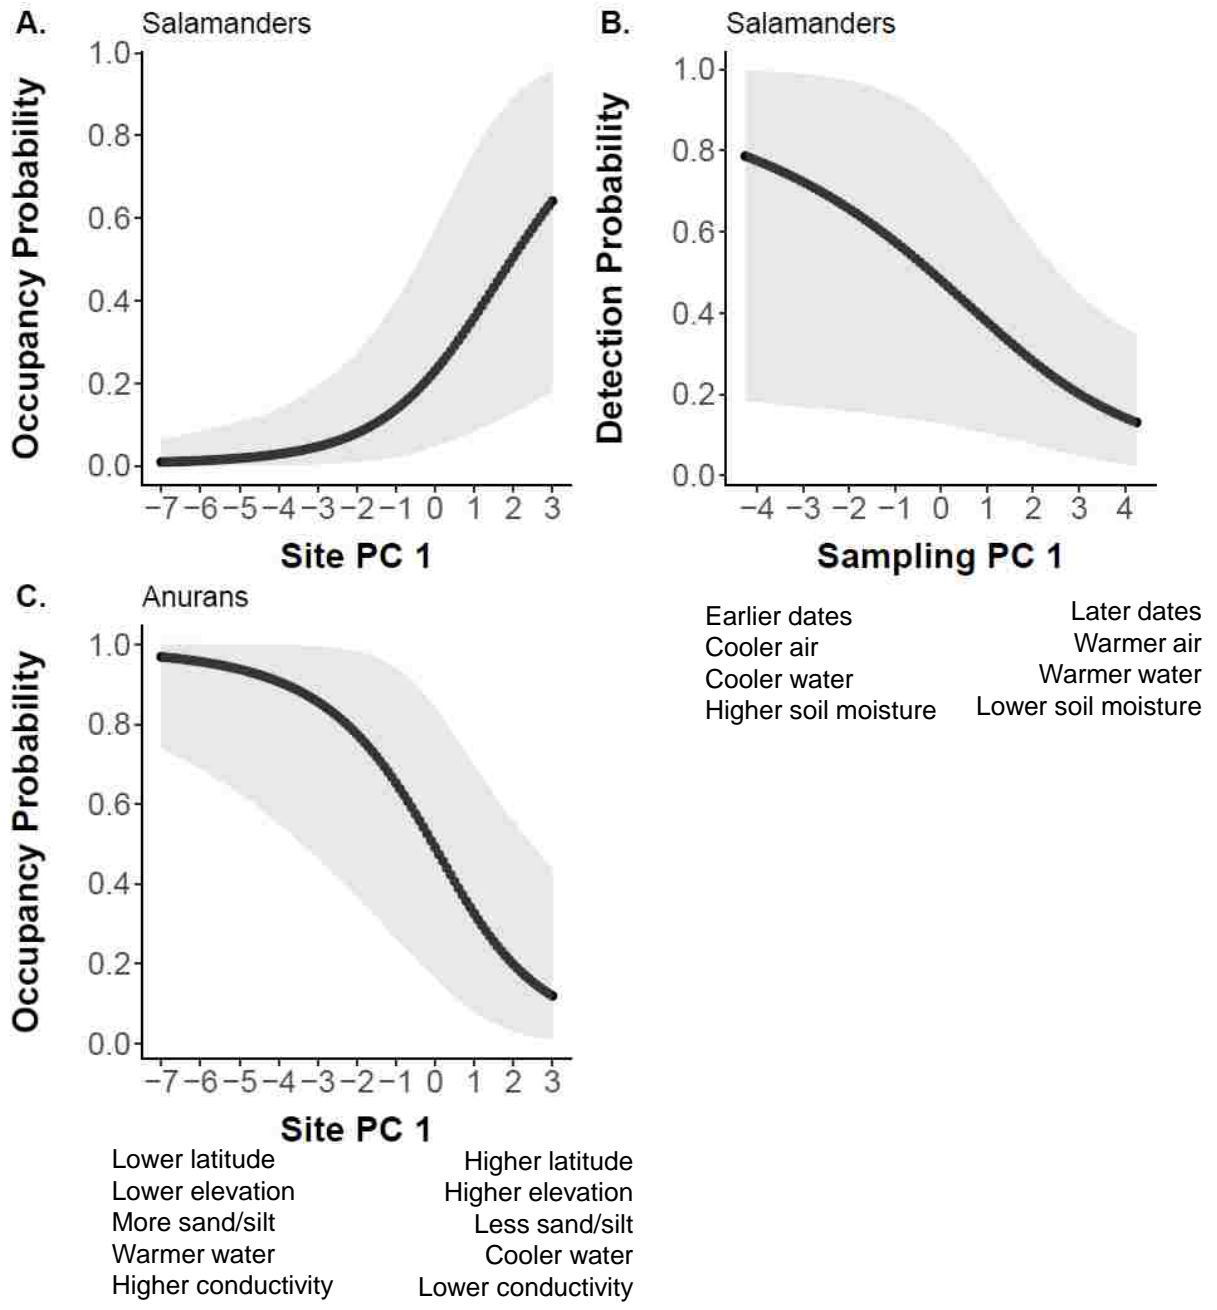 A.
Salamanders
Occupancy Probability
1.0
0.8
0.6
0.4
0.2
0.0
−7 −6 −5 −4 −3 −2 −1 0 1 2 3
Site PC 1
B.
Salamanders
Detection Probability
1.0
0.8
0.6
0.4
0.2
0.0
−4 −3 −2 −1 0 1 2 3 4
Sampling PC 1
Earlier dates
Cooler air
Cooler water
Higher soil moisture
Later dates
Warmer air
Warmer water
Lower soil moisture
C.
Anurans
Occupancy Probability
1.0
0.8
0.6
0.4
0.2
0.0
−7 −6 −5 −4 −3 −2 −1 0 1 2 3
Site PC 1
Lower latitude
Lower elevation
More sand/silt
Warmer water
Higher conductivity
Higher latitude
Higher elevation
Less sand/silt
Cooler water
Lower conductivity